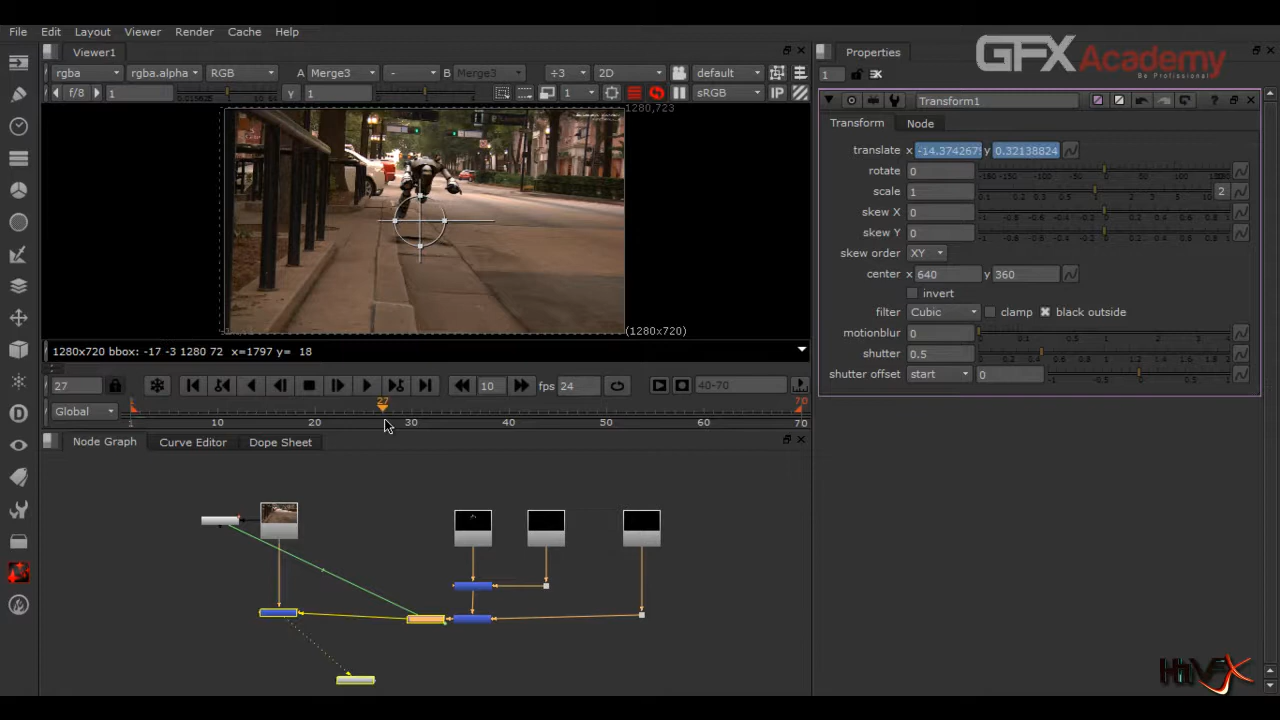 File Edit Layout Viewer Render Cache Help
GFX Academy
Be Professional
Viewer1
Properties
rgba rgba.alpha RGB A Merge3 - B Merge3 ÷3 2D default
1
f/8 1 y 1 1 sRGB IP
Transform1
1280,723
Transform Node
translate x -14.3742675 y 0.32138824
rotate 0
scale 1 2
skew X 0
skew Y 0
skew order XY
center x 640 y 360
invert
filter Cubic clamp black outside
(1280x720)
motionblur 0
1280x720 bbox: -17 -3 1280 72 x=1797 y= 18
shutter 0.5
shutter offset start 0
27 10 fps 24 40-70
27 70
Global 1 10 20 30 40 50 60 70
Node Graph Curve Editor Dope Sheet